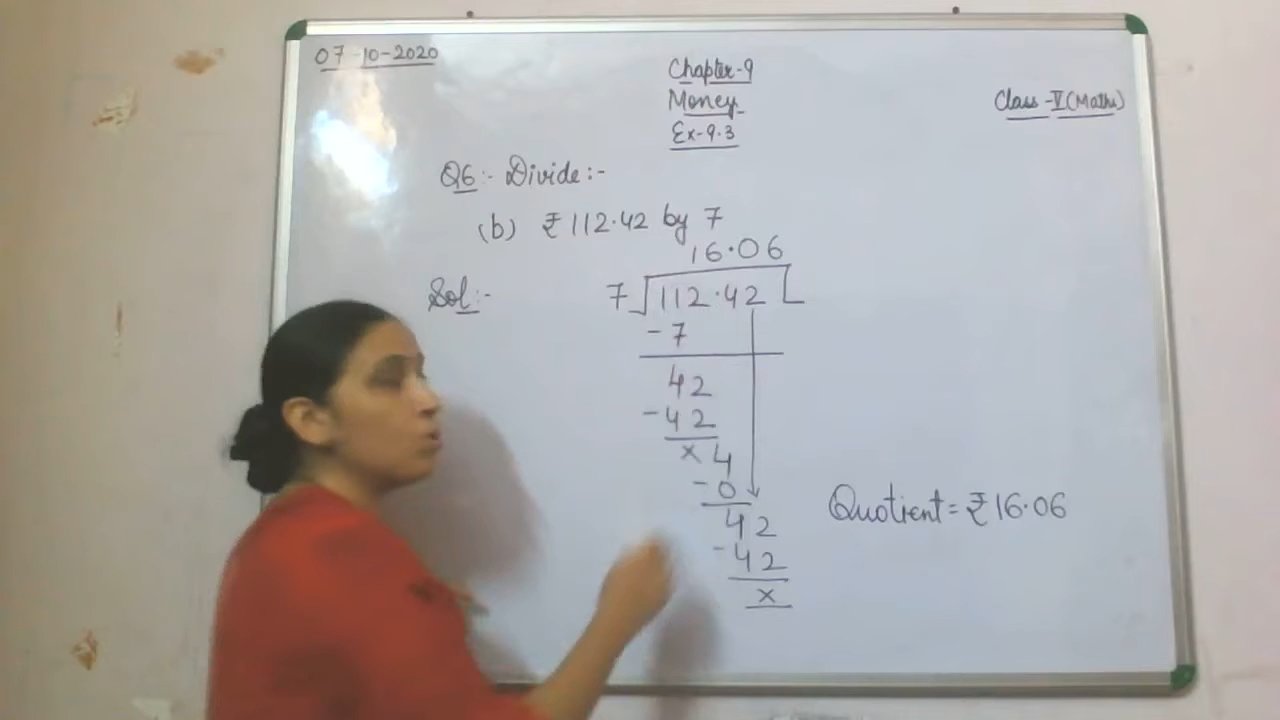 07-10-2020
Chapter-9
Money
Ex-9.3
Class-V (Maths)
Q6:- Divide:-
(b) ₹112.42 by 7
16.06
Sol:- 7 112.42
-7
42
-42
x4
-0
42
-42
x
Quotient = ₹16.06